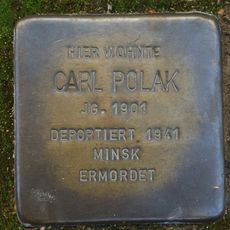 HIER WOHNTE
CARL POLAK
JG. 1901
DEPORTIERT 1941
MINSK
ERMORDET